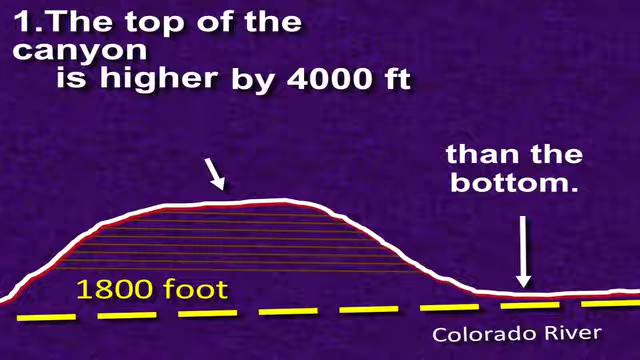 1.The top of the
canyon
is higher by 4000 ft
than the
bottom.
1800 foot
Colorado River